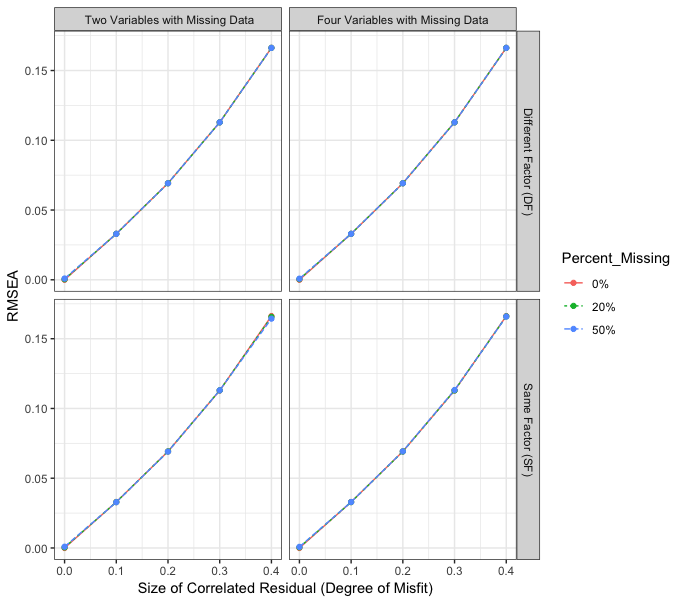 Two Variables with Missing Data
Four Variables with Missing Data
0.15
0.10
0.05
0.00
Different Factor (DF)
0.15
0.10
0.05
0.00
Same Factor (SF)
RMSEA
0.0 0.1 0.2 0.3 0.4
0.0 0.1 0.2 0.3 0.4
Size of Correlated Residual (Degree of Misfit)
Percent_Missing
0%
20%
50%